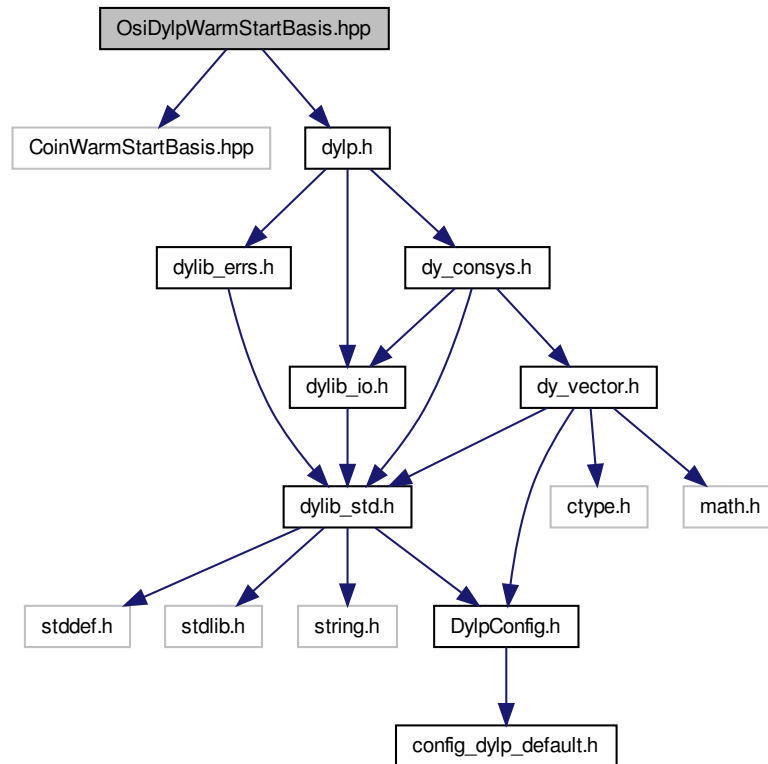 OsiDylpWarmStartBasis.hpp
CoinWarmStartBasis.hpp
dylp.h
dylib_errs.h
dy_consys.h
dylib_io.h
dy_vector.h
dylib_std.h
ctype.h
math.h
stddef.h
stdlib.h
string.h
DylpConfig.h
config_dylp_default.h